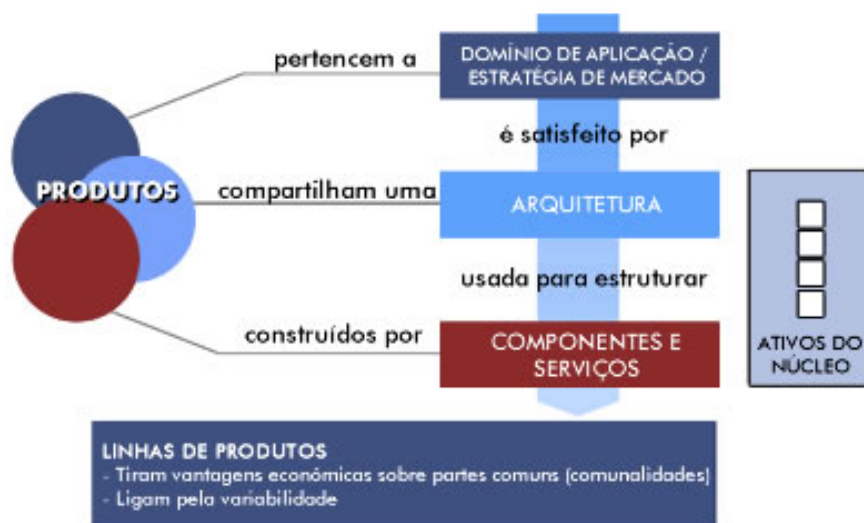 pertencem a
DOMÍNIO DE APLICAÇÃO /
ESTRATÉGIA DE MERCADO
é satisfeito por
PRODUTOS
compartilham uma
ARQUITETURA
usada para estruturar
construídos por
COMPONENTES E
SERVIÇOS
ATIVOS DO
NÚCLEO
LINHAS DE PRODUTOS
- Tiram vantagens económicas sobre partes comuns (comunalidades)
- Ligam pela variabilidade